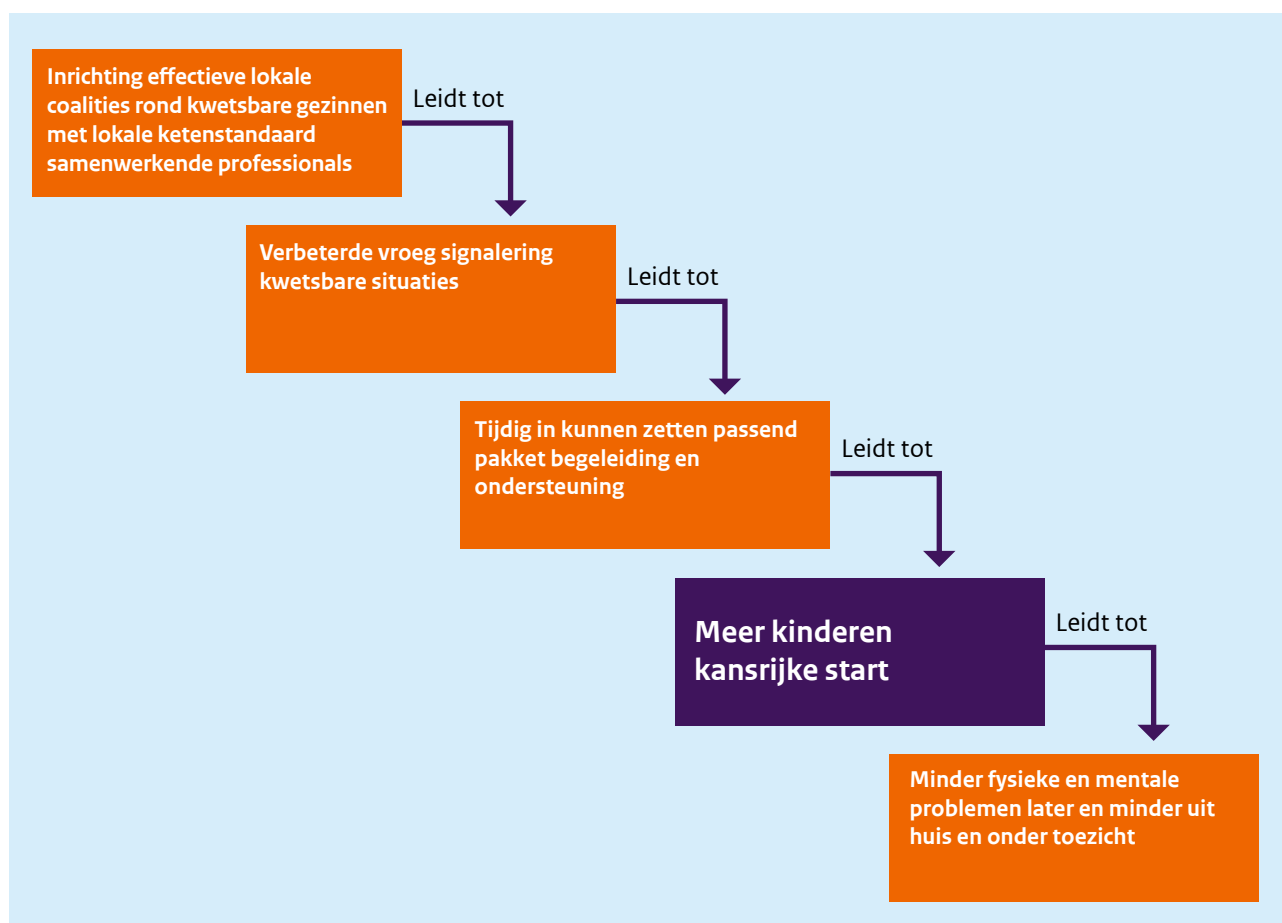 Inrichting effectieve lokale
coalities rond kwetsbare gezinnen
met lokale ketenstandaard
samenwerkende professionals
Leidt tot
Verbeterde vroeg signalering
kwetsbare situaties
Leidt tot
Tijdig in kunnen zetten passend
pakket begeleiding en
ondersteuning
Leidt tot
Meer kinderen
kansrijke start
Leidt tot
Minder fysieke en mentale
problemen later en minder uit
huis en onder toezicht